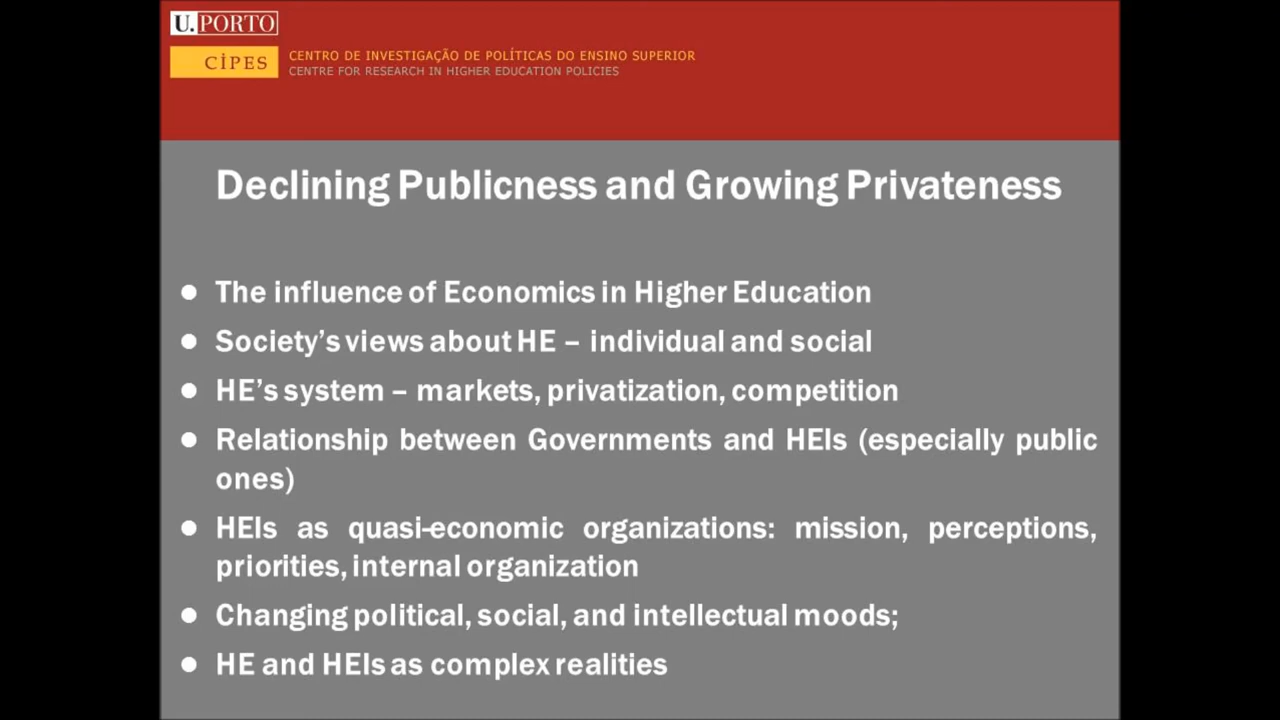 U.PORTO
CIPES
CENTRO DE INVESTIGAÇÃO DE POLÍTICAS DO ENSINO SUPERIOR
CENTRE FOR RESEARCH IN HIGHER EDUCATION POLICIES
Declining Publicness and Growing Privateness
● The influence of Economics in Higher Education
● Society’s views about HE – individual and social
● HE’s system – markets, privatization, competition
● Relationship between Governments and HEIs (especially public
ones)
● HEIs as quasi-economic organizations: mission, perceptions,
priorities, internal organization
● Changing political, social, and intellectual moods;
● HE and HEIs as complex realities